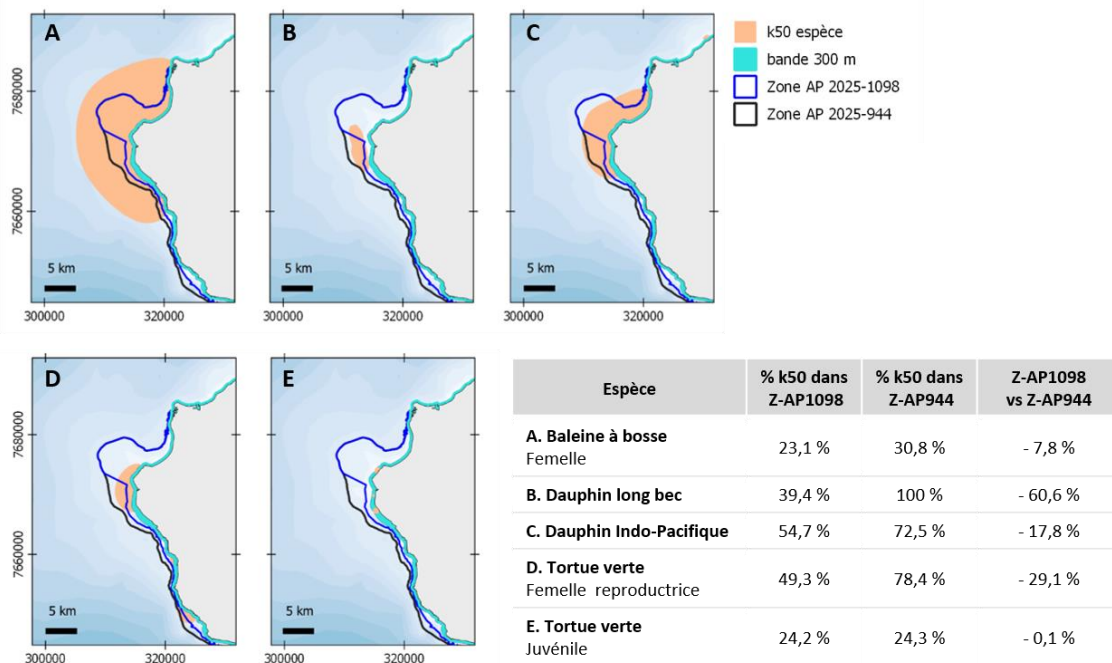 A
B
C
k50 espèce
bande 300 m
Zone AP 2025-1098
Zone AP 2025-944
7680000
7660000
5 km
5 km
5 km
300000
320000
300000
320000
300000
320000
D
E
7680000
7660000
5 km
5 km
300000
320000
300000
320000
Espèce
% k50 dans
Z-AP1098
% k50 dans
Z-AP944
Z-AP1098
vs Z-AP944
A. Baleine à bosse
Femelle
23,1 %
30,8 %
- 7,8 %
B. Dauphin long bec
39,4 %
100 %
- 60,6 %
C. Dauphin Indo-Pacifique
54,7 %
72,5 %
- 17,8 %
D. Tortue verte
Femelle reproductrice
49,3 %
78,4 %
- 29,1 %
E. Tortue verte
Juvénile
24,2 %
24,3 %
- 0,1 %